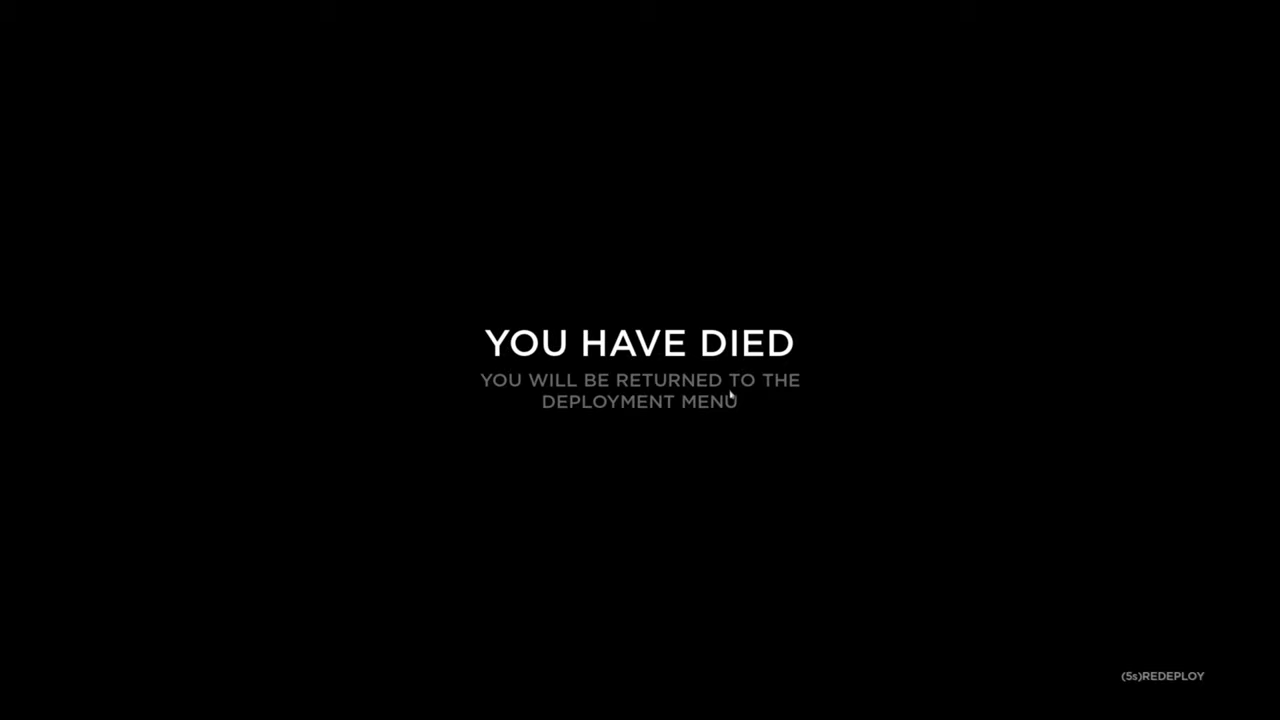 YOU HAVE DIED
YOU WILL BE RETURNED TO THE
DEPLOYMENT MENU
(5s)REDEPLOY